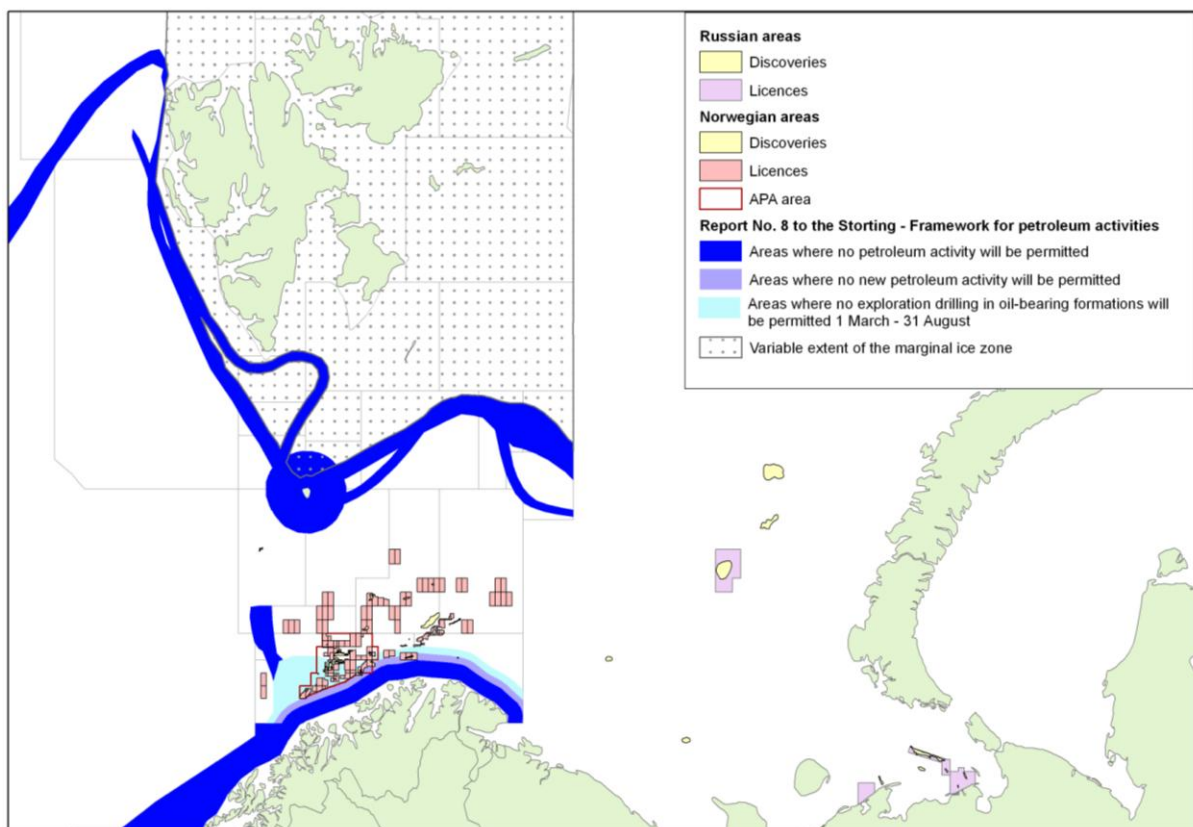 Russian areas
Discoveries
Licences
Norwegian areas
Discoveries
Licences
APA area
Report No. 8 to the Storting - Framework for petroleum activities
Areas where no petroleum activity will be permitted
Areas where no new petroleum activity will be permitted
Areas where no exploration drilling in oil-bearing formations will
be permitted 1 March - 31 August
Variable extent of the marginal ice zone